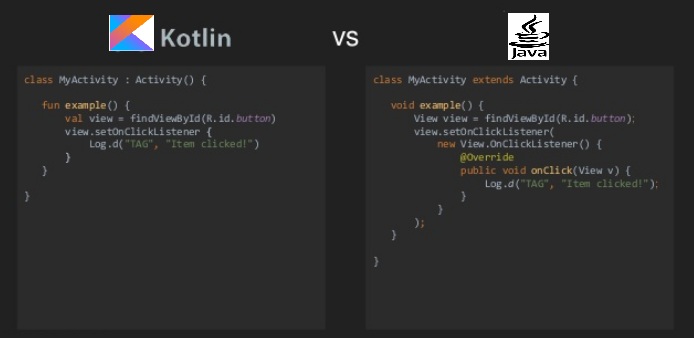 Kotlin
vs
Java
class MyActivity : Activity() {
fun example() {
val view = findViewById(R.id.button)
view.setOnClickListener {
Log.d("TAG", "Item clicked!")
}
}
}
class MyActivity extends Activity {
void example() {
View view = findViewById(R.id.button);
view.setOnClickListener(
new View.OnClickListener() {
@Override
public void onClick(View v) {
Log.d("TAG", "Item clicked!");
}
}
);
}
}